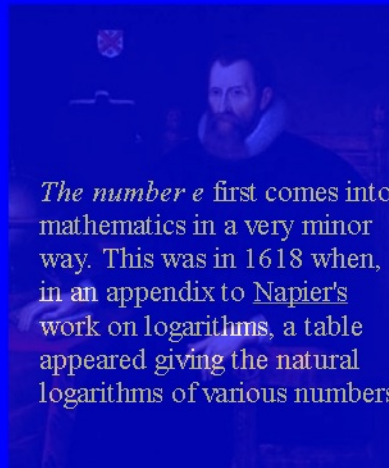 The number e first comes into
mathematics in a very minor
way. This was in 1618 when,
in an appendix to Napier's
work on logarithms, a table
appeared giving the natural
logarithms of various numbers